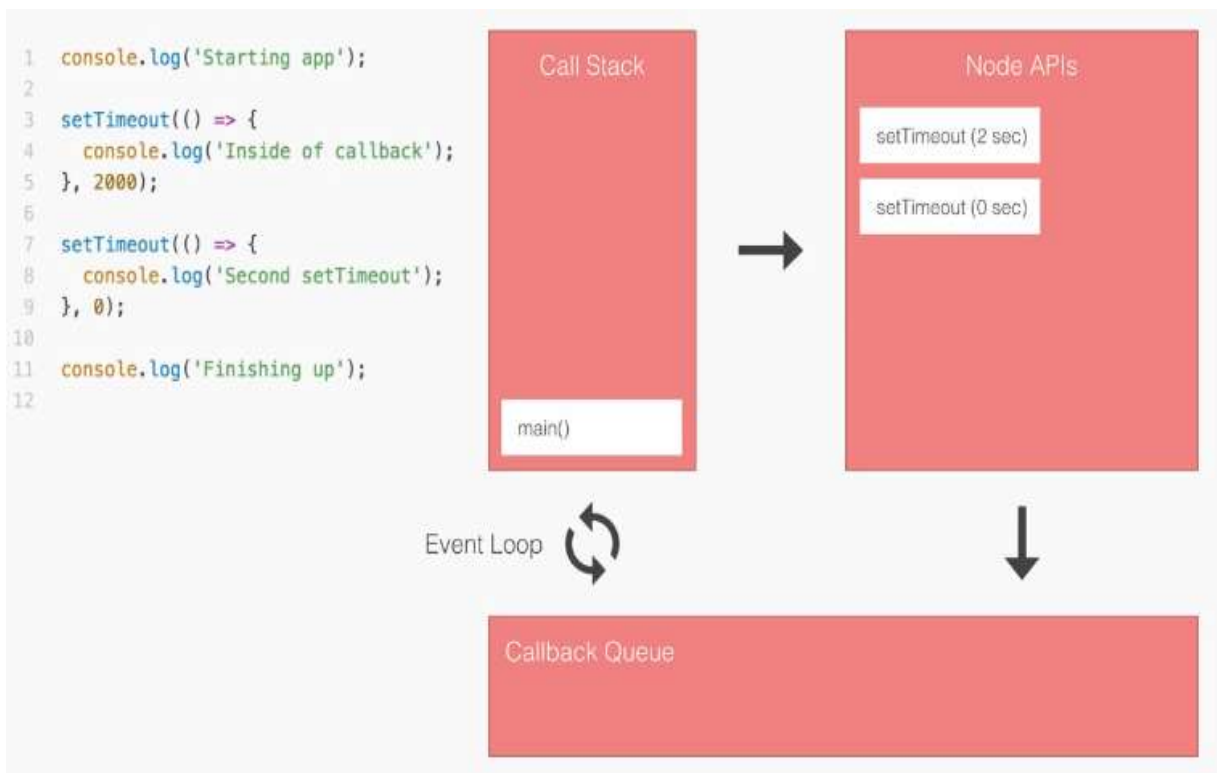 1 console.log('Starting app');
2
3 setTimeout(() => {
4   console.log('Inside of callback');
5 }, 2000);
6
7 setTimeout(() => {
8   console.log('Second setTimeout');
9 }, 0);
10
11 console.log('Finishing up');
12
Call Stack
main()
Node APIs
setTimeout (2 sec)
setTimeout (0 sec)
Event Loop
Callback Queue